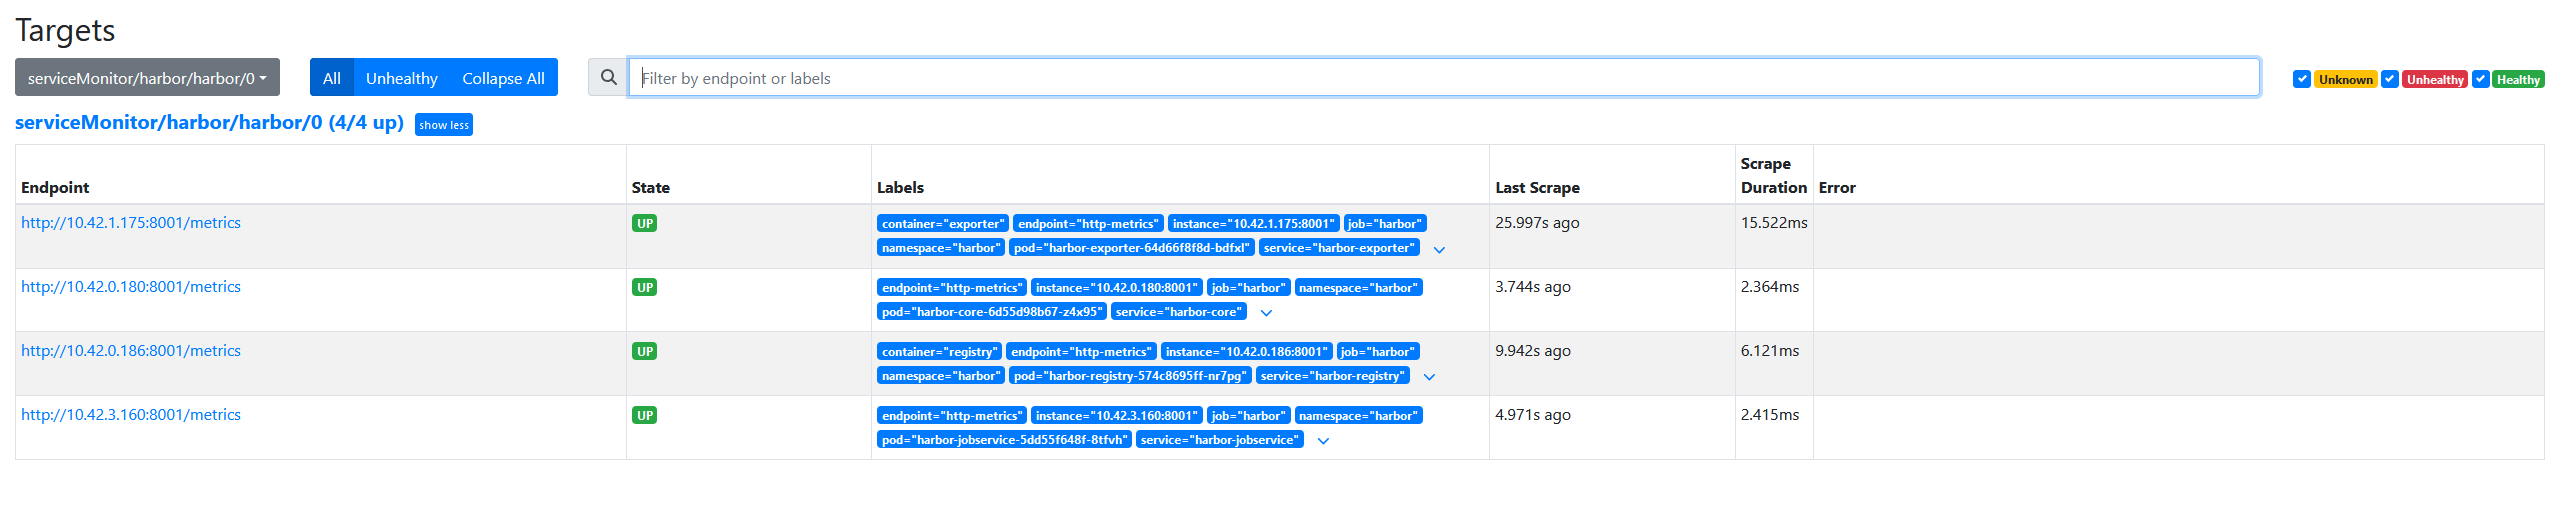 Targets
serviceMonitor/harbor/harbor/0
All Unhealthy Collapse All
Filter by endpoint or labels
Unknown Unhealthy Healthy
serviceMonitor/harbor/harbor/0 (4/4 up) show less
Endpoint State Labels Last Scrape Scrape Duration Error
http://10.42.1.175:8001/metrics UP container="exporter" endpoint="http-metrics" instance="10.42.1.175:8001" job="harbor" 25.997s ago 15.522ms
namespace="harbor" pod="harbor-exporter-64d66f8f8d-bdfxl" service="harbor-exporter"
http://10.42.0.180:8001/metrics UP endpoint="http-metrics" instance="10.42.0.180:8001" job="harbor" namespace="harbor" 3.744s ago 2.364ms
pod="harbor-core-6d55d98b67-z4x95" service="harbor-core"
http://10.42.0.186:8001/metrics UP container="registry" endpoint="http-metrics" instance="10.42.0.186:8001" job="harbor" 9.942s ago 6.121ms
namespace="harbor" pod="harbor-registry-574c8695ff-nr7pg" service="harbor-registry"
http://10.42.3.160:8001/metrics UP endpoint="http-metrics" instance="10.42.3.160:8001" job="harbor" namespace="harbor" 4.971s ago 2.415ms
pod="harbor-jobservice-5dd55f648f-8tfvh" service="harbor-jobservice"